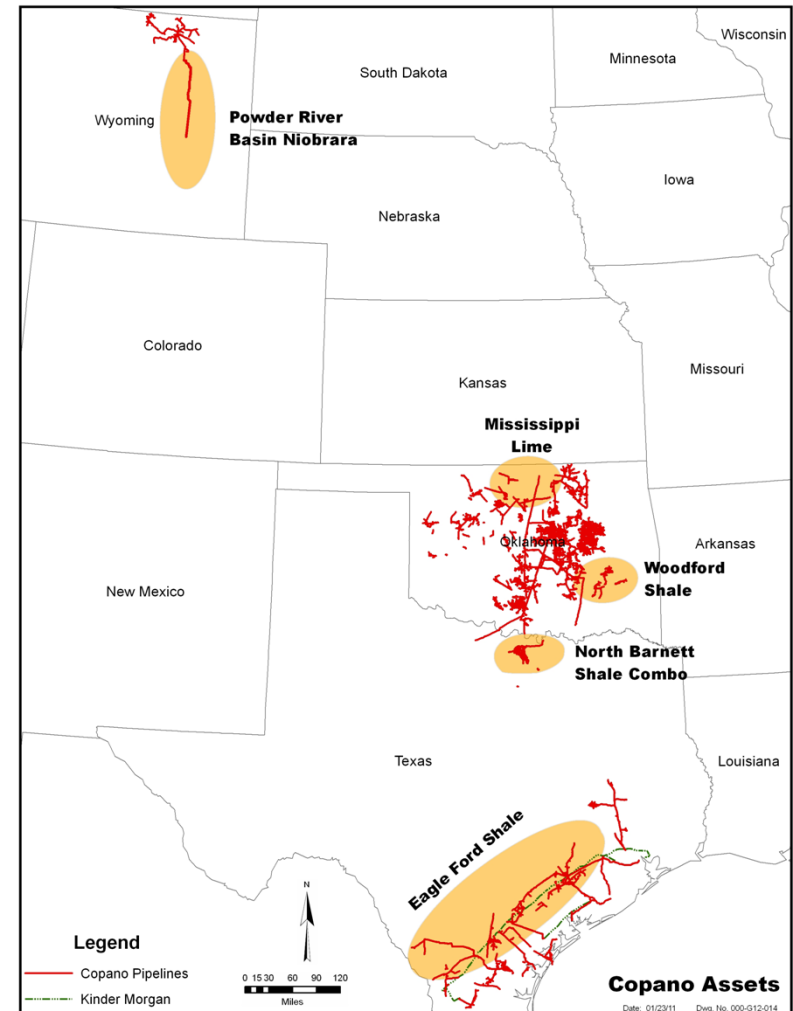 Wisconsin
Minnesota
South Dakota
Wyoming
Powder River
Basin Niobrara
Iowa
Nebraska
Colorado
Missouri
Kansas
Mississippi
Lime
Oklahoma
Arkansas
Woodford
Shale
New Mexico
North Barnett
Shale Combo
Texas
Louisiana
Eagle Ford Shale
N
Legend
Copano Pipelines
Kinder Morgan
0 15 30 60 90 120
Miles
Copano Assets
Date: 01/23/11 Dwg. No. 000-G12-014